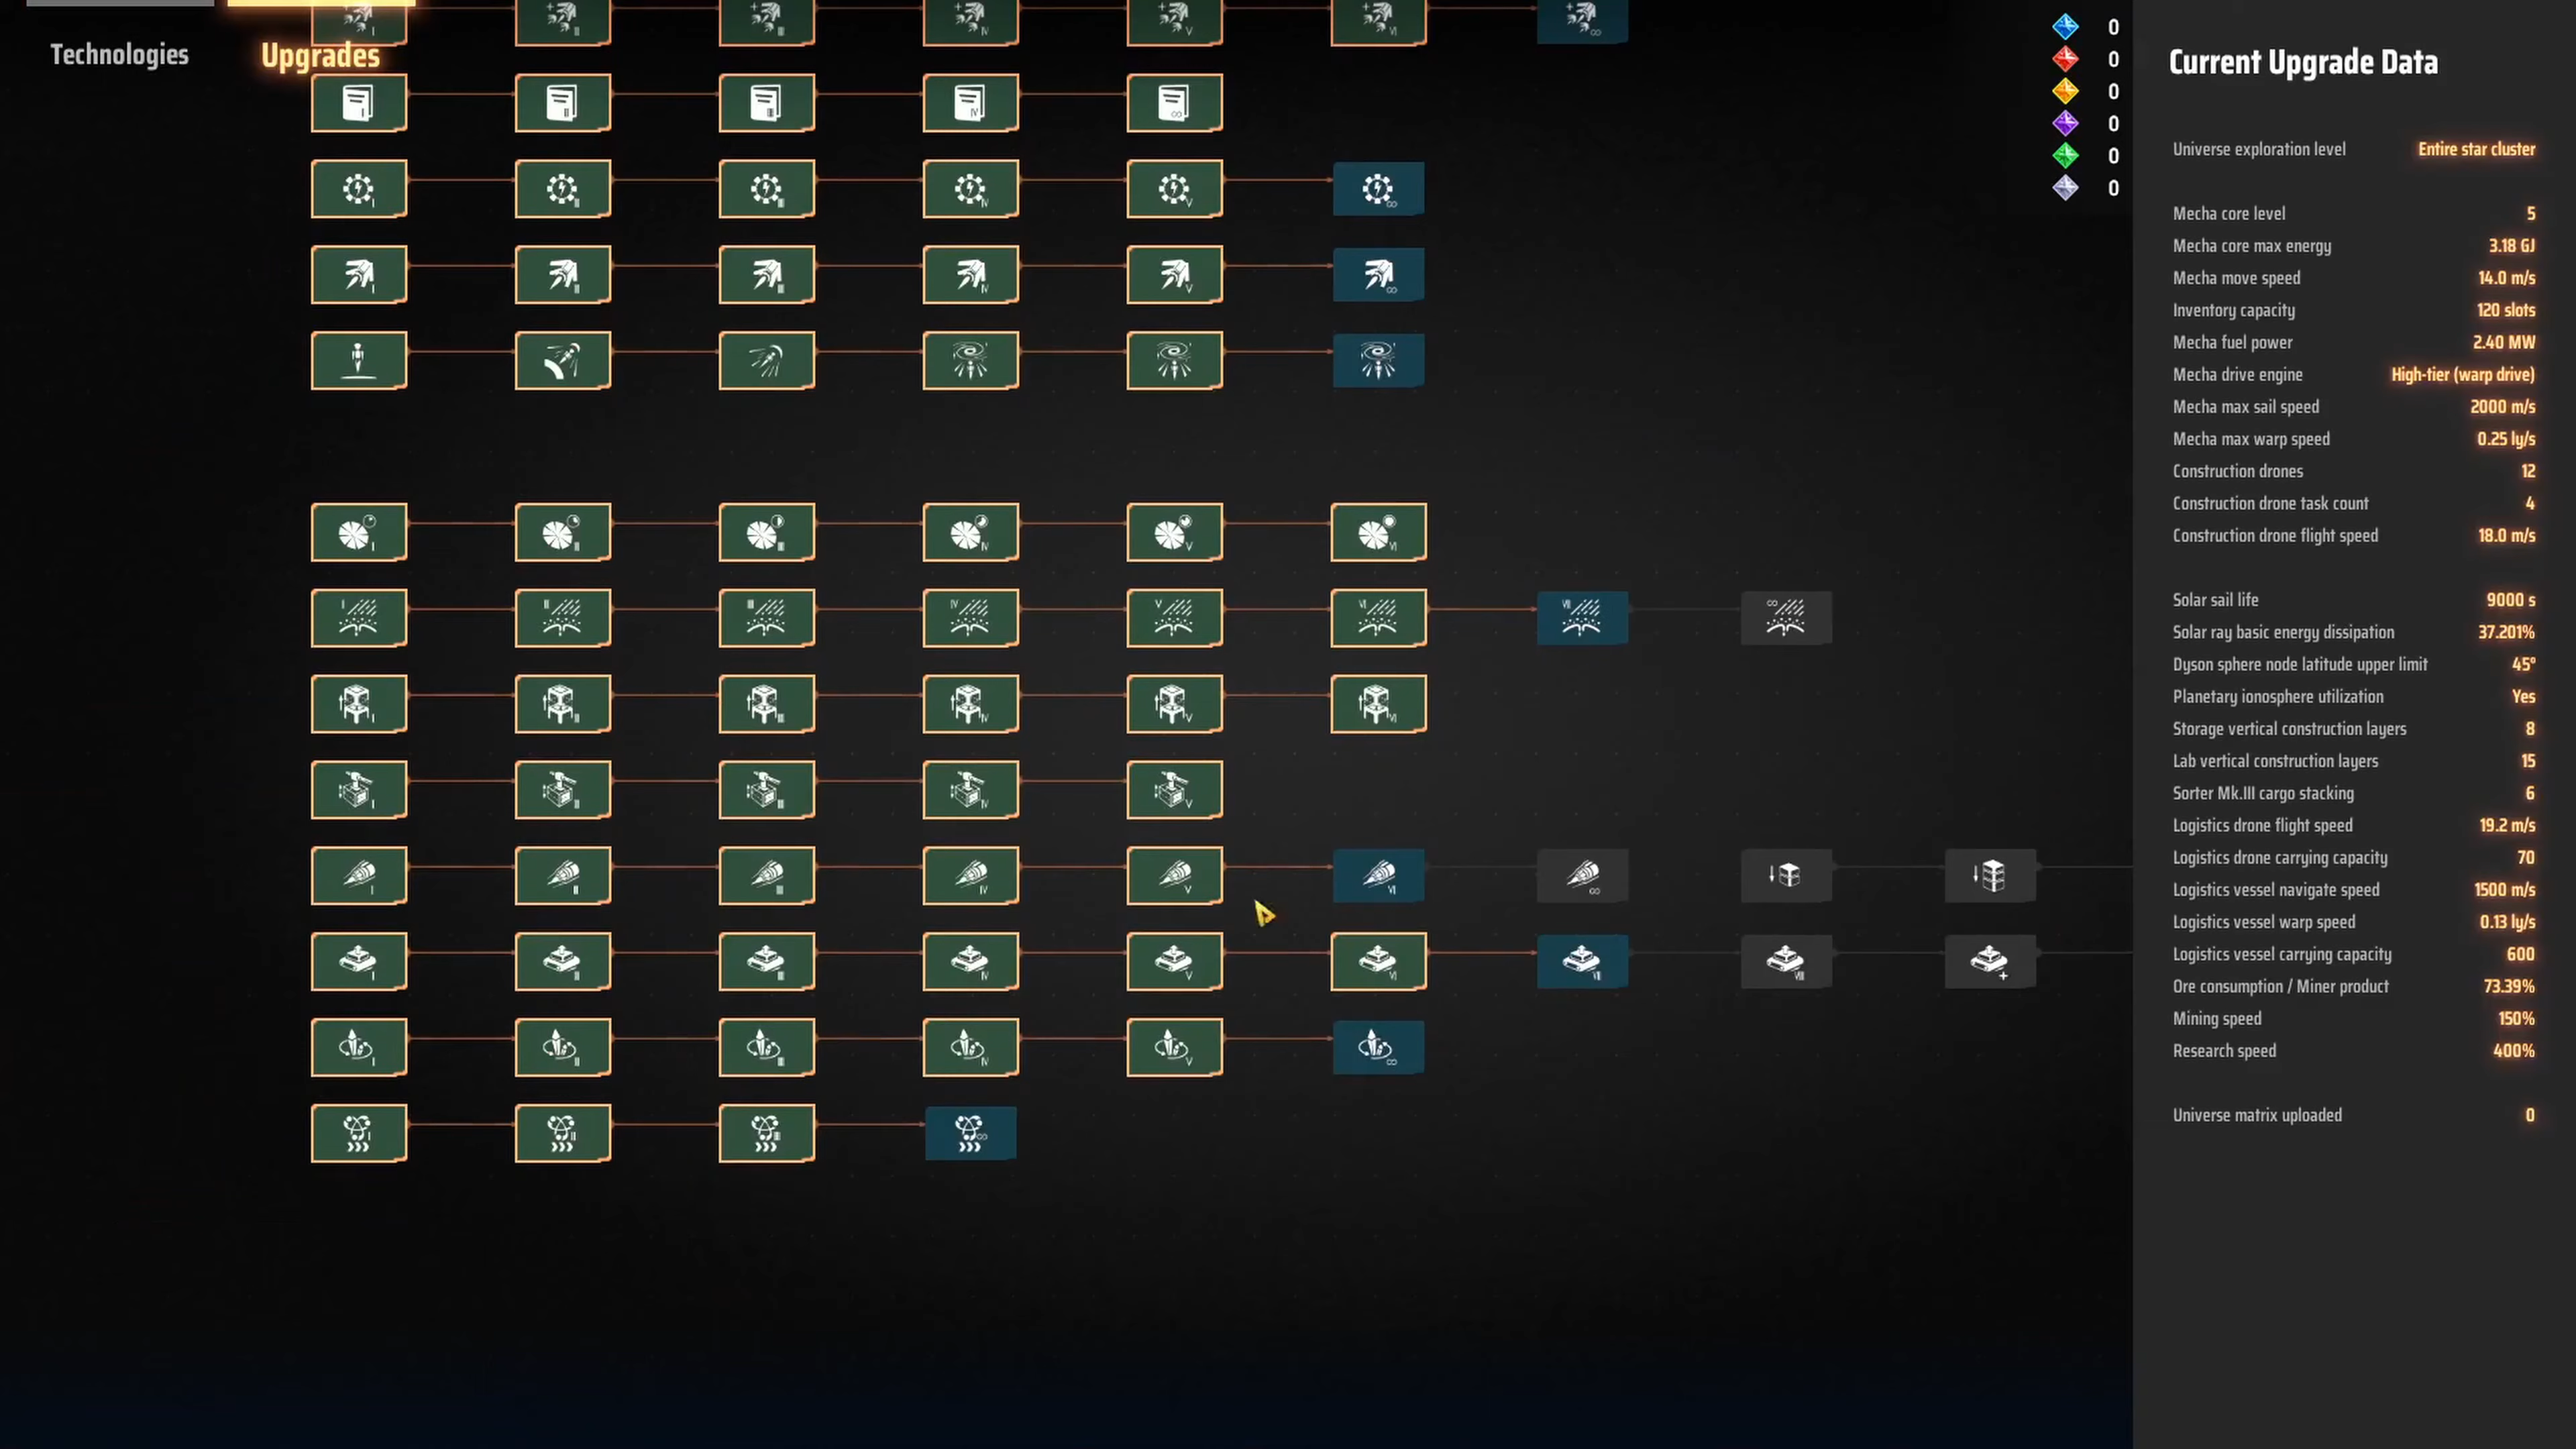 Technologies
Upgrades
0
0
0
0
0
0
Current Upgrade Data
Universe exploration level Entire star cluster
Mecha core level 5
Mecha core max energy 3.18 GJ
Mecha move speed 14.0 m/s
Inventory capacity 120 slots
Mecha fuel power 2.40 MW
Mecha drive engine High-tier (warp drive)
Mecha max sail speed 2000 m/s
Mecha max warp speed 0.25 ly/s
Construction drones 12
Construction drone task count 4
Construction drone flight speed 18.0 m/s
Solar sail life 9000 s
Solar ray basic energy dissipation 37.201%
Dyson sphere node latitude upper limit 45°
Planetary ionosphere utilization Yes
Storage vertical construction layers 8
Lab vertical construction layers 15
Sorter Mk.III cargo stacking 6
Logistics drone flight speed 19.2 m/s
Logistics drone carrying capacity 70
Logistics vessel navigate speed 1500 m/s
Logistics vessel warp speed 0.13 ly/s
Logistics vessel carrying capacity 600
Ore consumption / Miner product 73.39%
Mining speed 150%
Research speed 400%
Universe matrix uploaded 0